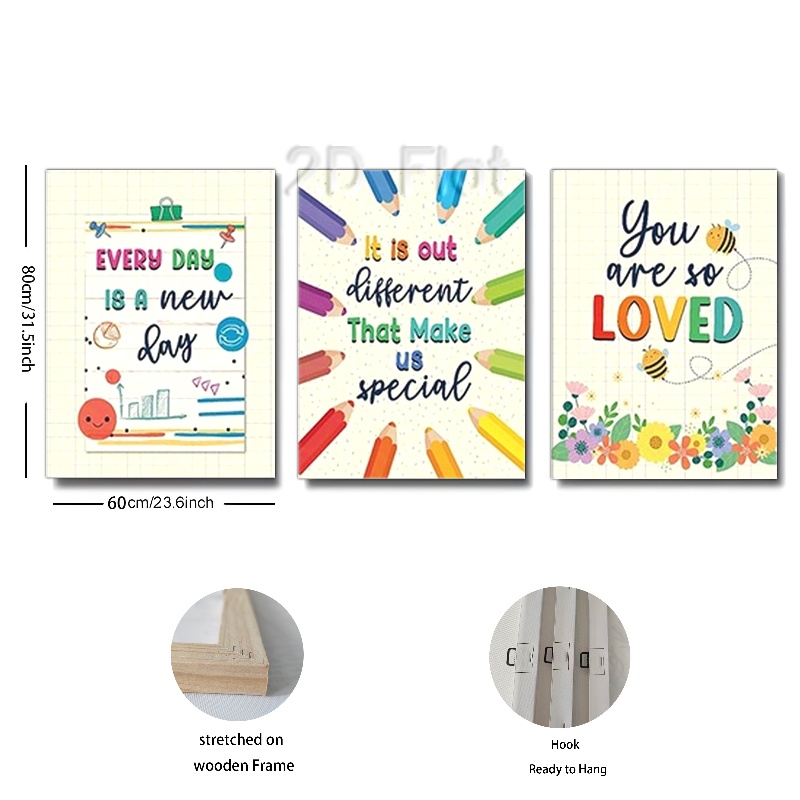 2D Flat
80cm/31.5inch
EVERY DAY
IS A new
day
It is out
different
That Make
us
special
You
are so
LOVED
60cm/23.6inch
stretched on
wooden Frame
Hook
Ready to Hang